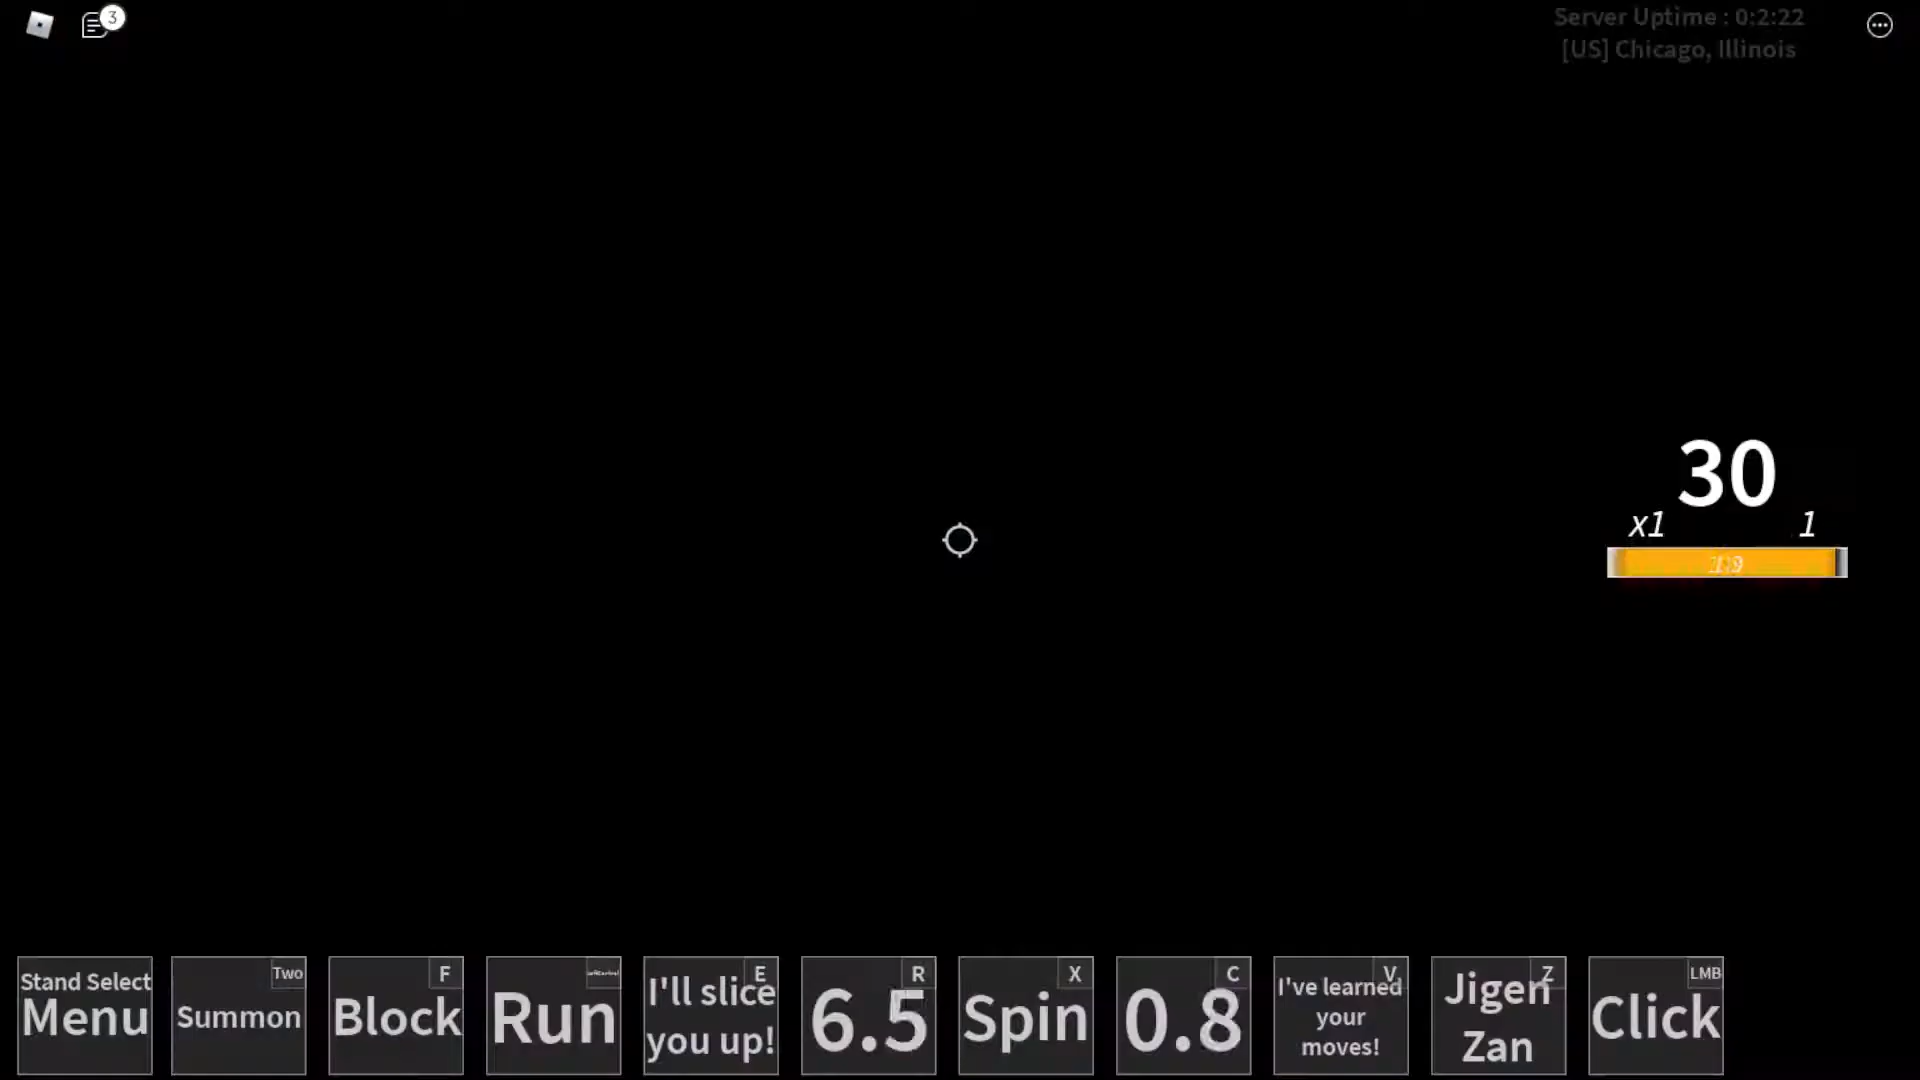 3
Server Uptime : 0:2:22
[US] Chicago, Illinois
30
x1 1
Stand Select
Menu
Two
Summon
F
Block
Run
E
I'll slice
you up!
R
6.5
X
Spin
C
0.8
V
I've learned
your
moves!
Z
Jigen
Zan
LMB
Click